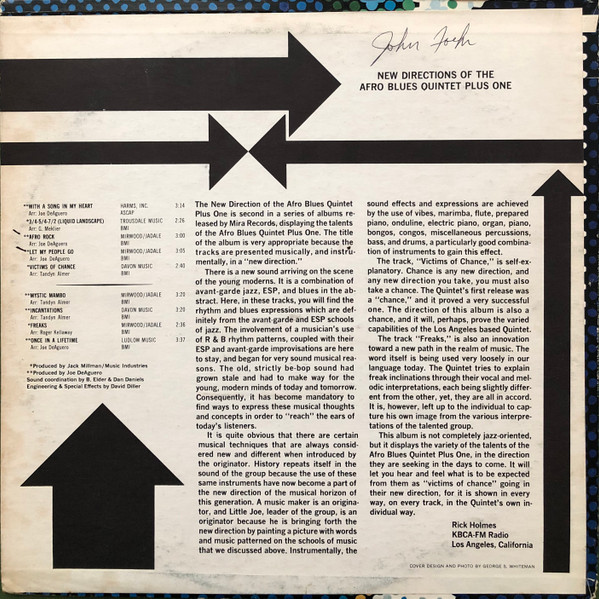 John
NEW DIRECTIONS OF THE
AFRO BLUES QUINTET PLUS ONE
**WITH A SONG IN MY HEART HARMS, INC. 3:14
Arr: Joe DeAguero ASCAP
*3/4-5/4-7/2 (LIQUID LANDSCAPE) TROUSDALE MUSIC 2:26
Arr: G. Moklier BMI
**AFRO ROCK MIRWOOD/JADALE 3:00
Arr: Joe DeAguero BMI
**LET MY PEOPLE GO MIRWOOD/JADALE 3:05
Arr: Joe DeAguero BMI
*VICTIMS OF CHANCE DAVON MUSIC 2:40
Arr: Tandyn Almer BMI
**MYSTIC MAMBO MIRWOOD/JADALE 3:20
Arr: Tandyn Almer BMI
**INCANTATIONS DAVON MUSIC 3:20
Arr: Tandyn Almer BMI
*FREAKS MIRWOOD/JADALE 2:36
Arr: Roger Kelloway BMI
**ONCE IN A LIFETIME LUDLOW MUSIC 3:37
Arr: Joe DeAguero BMI
*Produced by Jack Millman/Music Industries
**Produced by Joe DeAguero
Sound coordination by B. Elder & Dan Daniels
Engineering & Special Effects by David Diller
The New Direction of the Afro Blues Quintet
Plus One is second in a series of albums re-
leased by Mira Records, displaying the talents
of the Afro Blues Quintet Plus One. The title
of the album is very appropriate because the
tracks are presented musically, and instru-
mentally, in a "new direction."
There is a new sound arriving on the scene
of the young moderns. It is a combination of
avant-garde jazz, ESP, and blues in the ab-
stract. Here, in these tracks, you will find the
rhythm and blues expressions which are def-
initely from the avant-garde and ESP schools
of jazz. The involvement of a musician's use
of R & B rhythm patterns, coupled with their
ESP and avant-garde improvisations are here
to stay, and began for very sound musical rea-
sons. The old, strictly be-bop sound had
grown stale and had to make way for the
young, modern minds of today and tomorrow.
Consequently, it has become mandatory to
find ways to express these musical thoughts
and concepts in order to "reach" the ears of
today's listeners.
It is quite obvious that there are certain
musical techniques that are always consid-
ered new and different when introduced by
the originator. History repeats itself in the
sound of the group because the use of these
same instruments have now become a part of
the new direction of the musical horizon of
this generation. A music maker is an origina-
tor, and Little Joe, leader of the group, is an
originator because he is bringing forth the
new direction by painting a picture with words
and music patterned on the schools of music
that we discussed above. Instrumentally, the
sound effects and expressions are achieved
by the use of vibes, marimba, flute, prepared
piano, onduline, electric piano, organ, piano,
bongos, congos, miscellaneous percussions,
bass, and drums, a particularly good combina-
tion of instruments to gain this effect.
The track, "Victims of Chance," is self-ex-
planatory. Chance is any new direction, and
any new direction you take, you must also
take a chance. The Quintet's first release was
a "chance," and it proved a very successful
one. The direction of this album is also a
chance, and it will, perhaps, prove the varied
capabilities of the Los Angeles based Quintet.
The track "Freaks," is also an innovation
toward a new path in the realm of music. The
word itself is being used very loosely in our
language today. The Quintet tries to explain
freak inclinations through their vocal and mel-
odic interpretations, each being slightly differ-
ent from the other, yet, they are all in accord.
It is, however, left up to the individual to cap-
ture his own image from the various interpre-
tations of the talented group.
This album is not completely jazz-oriented,
but it displays the variety of the talents of the
Afro Blues Quintet Plus One, in the direction
they are seeking in the days to come. It will
let you hear and feel what is to be expected
from them as "victims of chance" going in
their new direction, for it is shown in every
way, on every track, in the Quintet's own in-
dividual way.
Rick Holmes
KBCA-FM Radio
Los Angeles, California
COVER DESIGN AND PHOTO BY GEORGE S. WHITEMAN